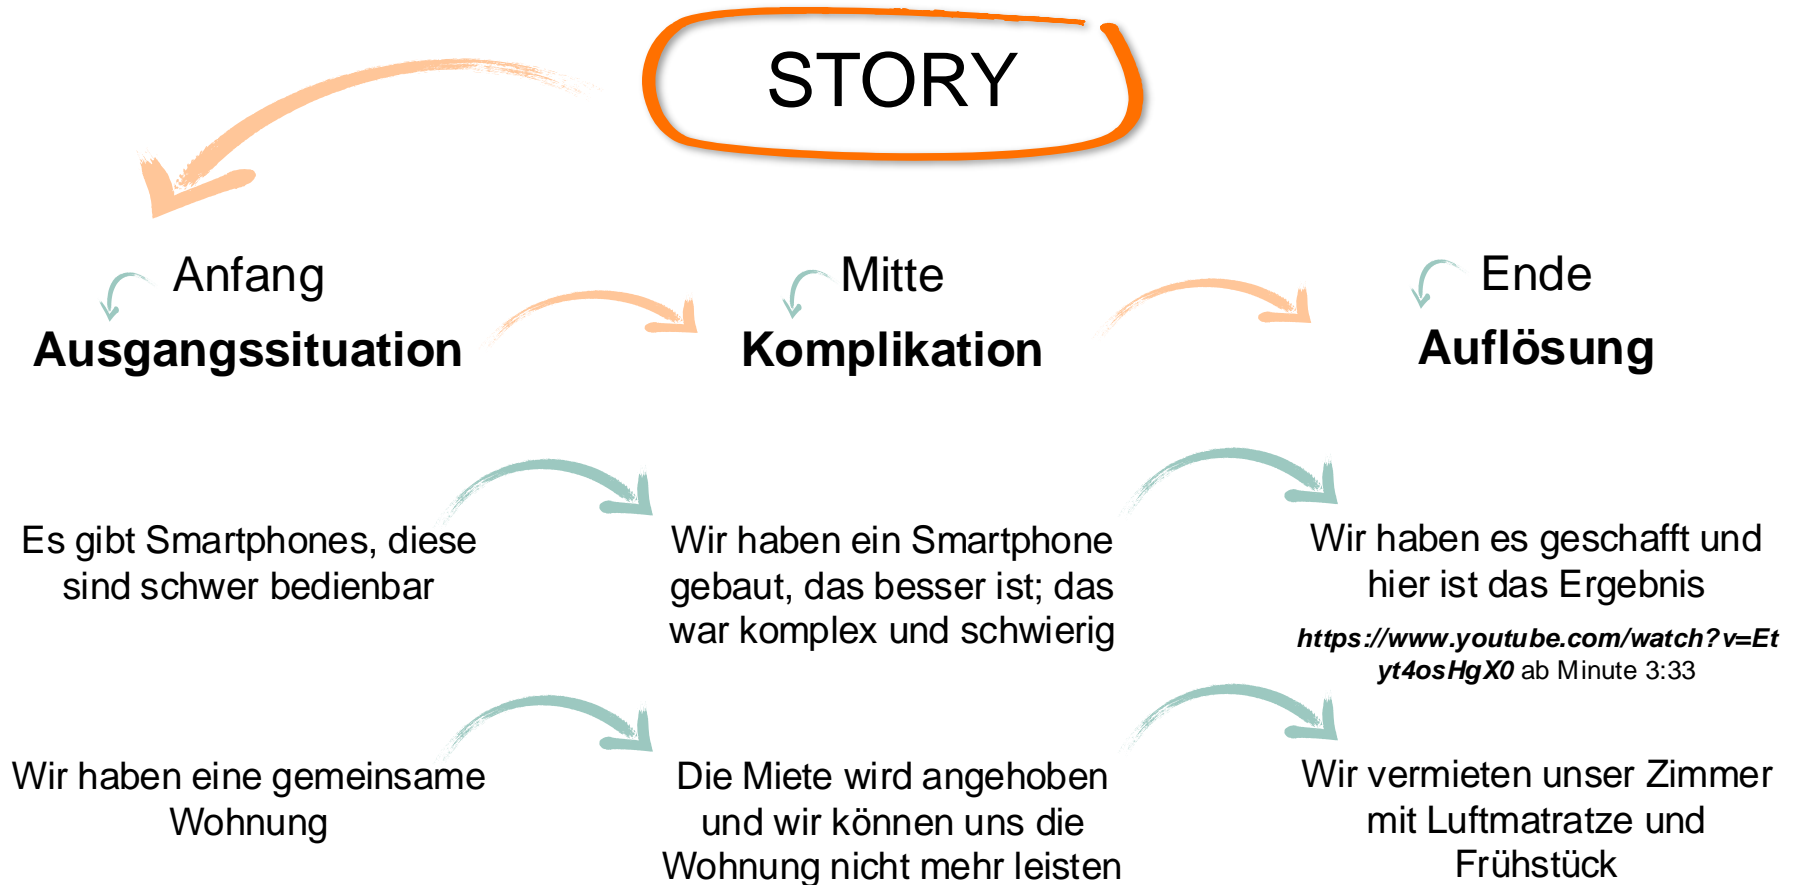 STORY
Anfang
Ausgangssituation
Mitte
Komplikation
Ende
Auflösung
Es gibt Smartphones, diese
sind schwer bedienbar
Wir haben ein Smartphone
gebaut, das besser ist; das
war komplex und schwierig
Wir haben es geschafft und
hier ist das Ergebnis
https://www.youtube.com/watch?v=Et
yt4osHgX0 ab Minute 3:33
Wir haben eine gemeinsame
Wohnung
Die Miete wird angehoben
und wir können uns die
Wohnung nicht mehr leisten
Wir vermieten unser Zimmer
mit Luftmatratze und
Frühstück